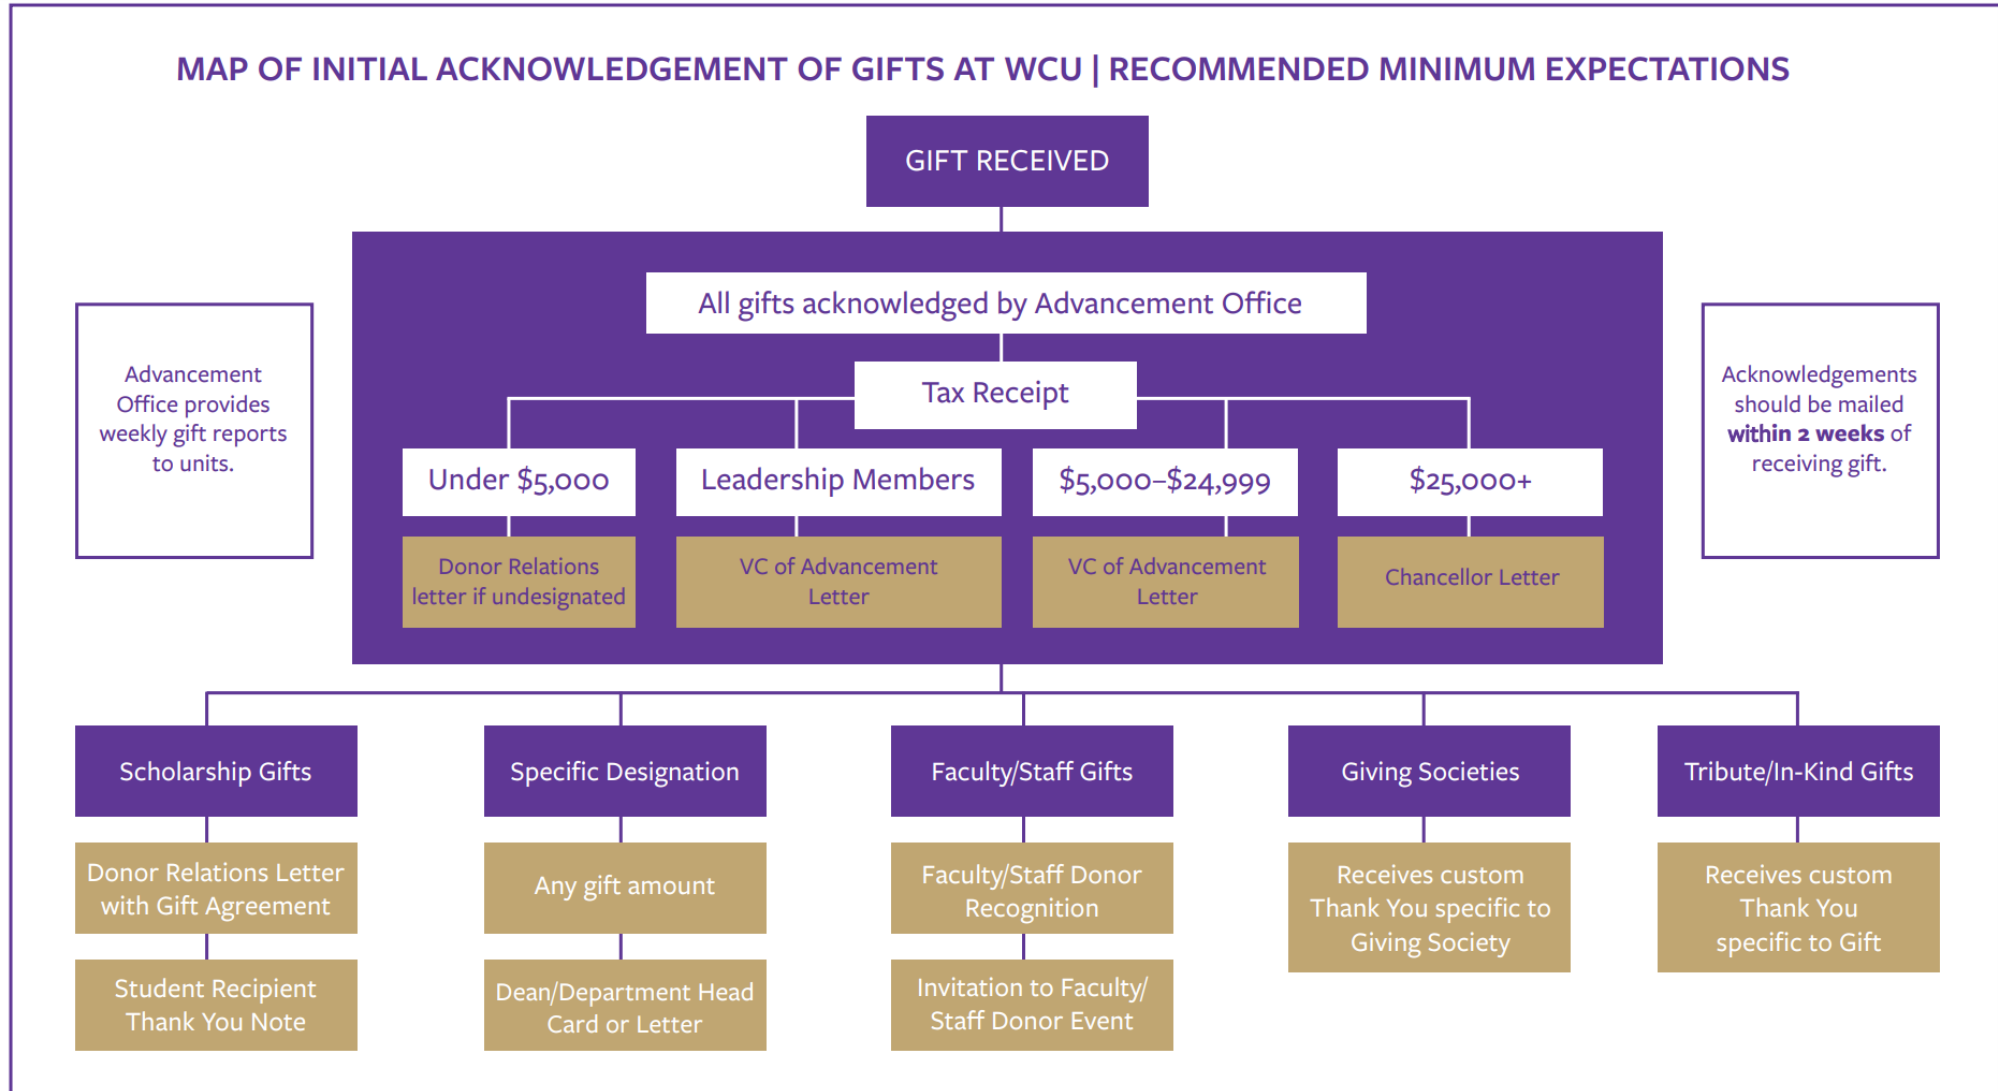 MAP OF INITIAL ACKNOWLEDGEMENT OF GIFTS AT WCU | RECOMMENDED MINIMUM EXPECTATIONS
GIFT RECEIVED
All gifts acknowledged by Advancement Office
Tax Receipt
Advancement
Office provides
weekly gift reports
to units.
Acknowledgements
should be mailed
within 2 weeks of
receiving gift.
Under $5,000
Leadership Members
$5,000–$24,999
$25,000+
Donor Relations
letter if undesignated
VC of Advancement
Letter
VC of Advancement
Letter
Chancellor Letter
Scholarship Gifts
Specific Designation
Faculty/Staff Gifts
Giving Societies
Tribute/In-Kind Gifts
Donor Relations Letter
with Gift Agreement
Any gift amount
Faculty/Staff Donor
Recognition
Receives custom
Thank You specific to
Giving Society
Receives custom
Thank You
specific to Gift
Student Recipient
Thank You Note
Dean/Department Head
Card or Letter
Invitation to Faculty/
Staff Donor Event